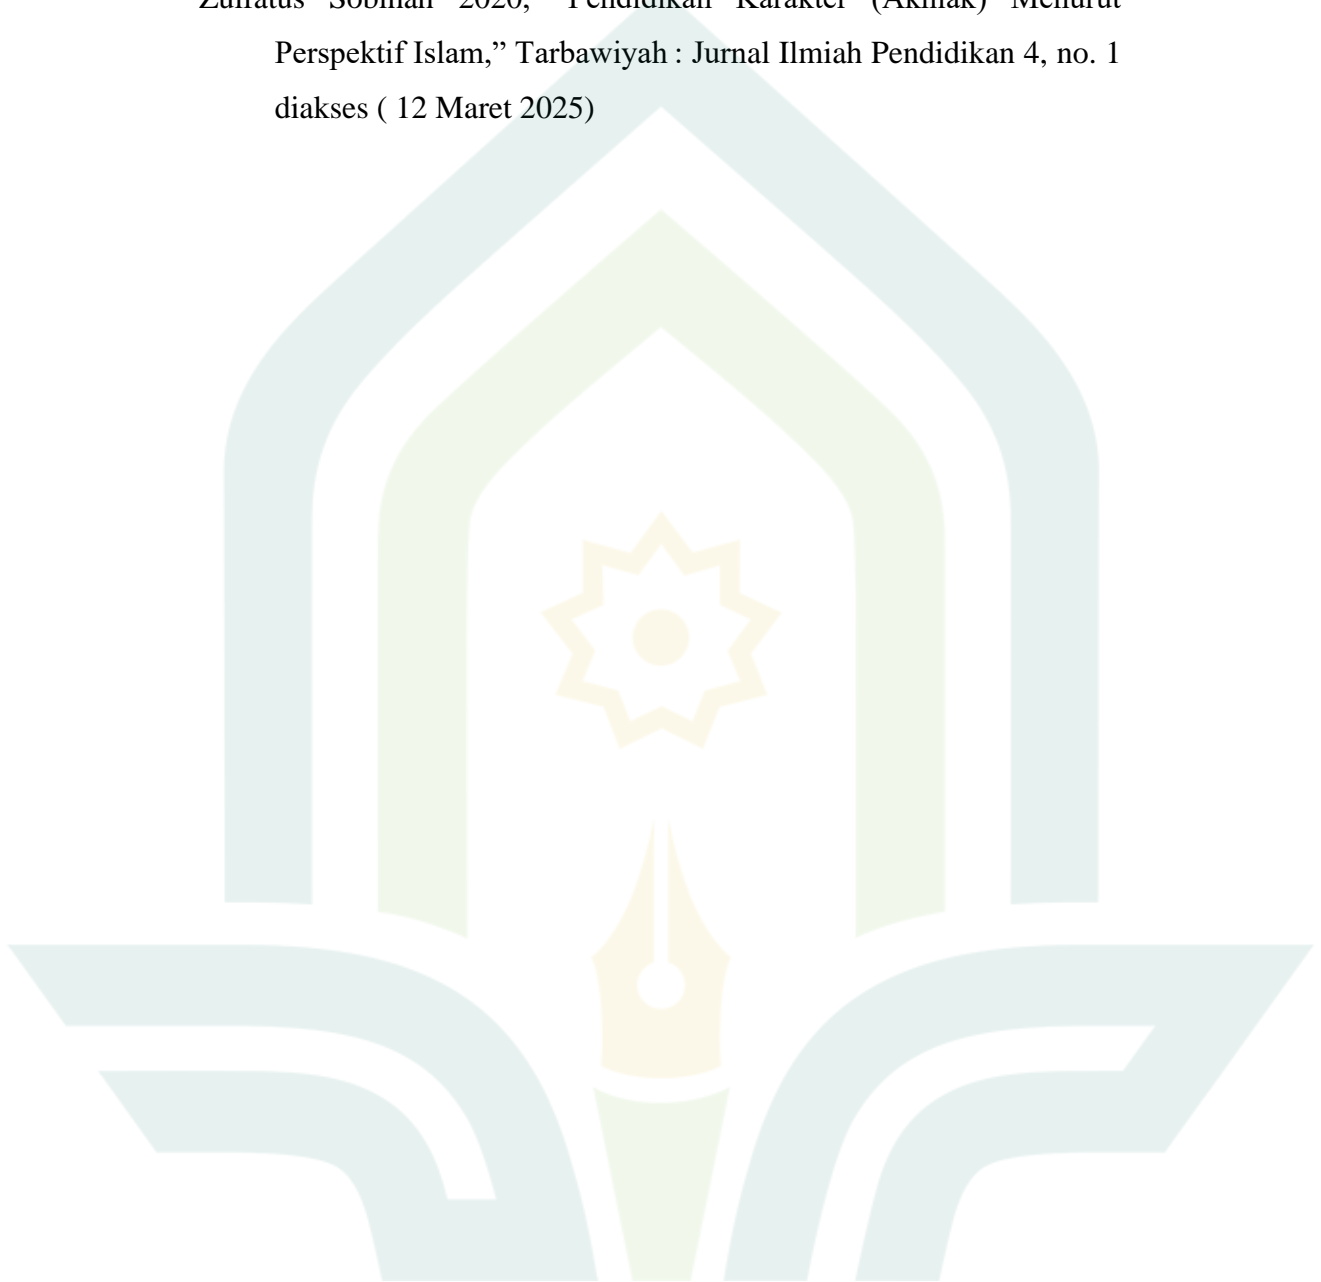 Zulfatus Sobihah 2020, “Pendidikan Karakter (Akhlak) Menurut
Perspektif Islam,” Tarbawiyah : Jurnal Ilmiah Pendidikan 4, no. 1
diakses ( 12 Maret 2025)